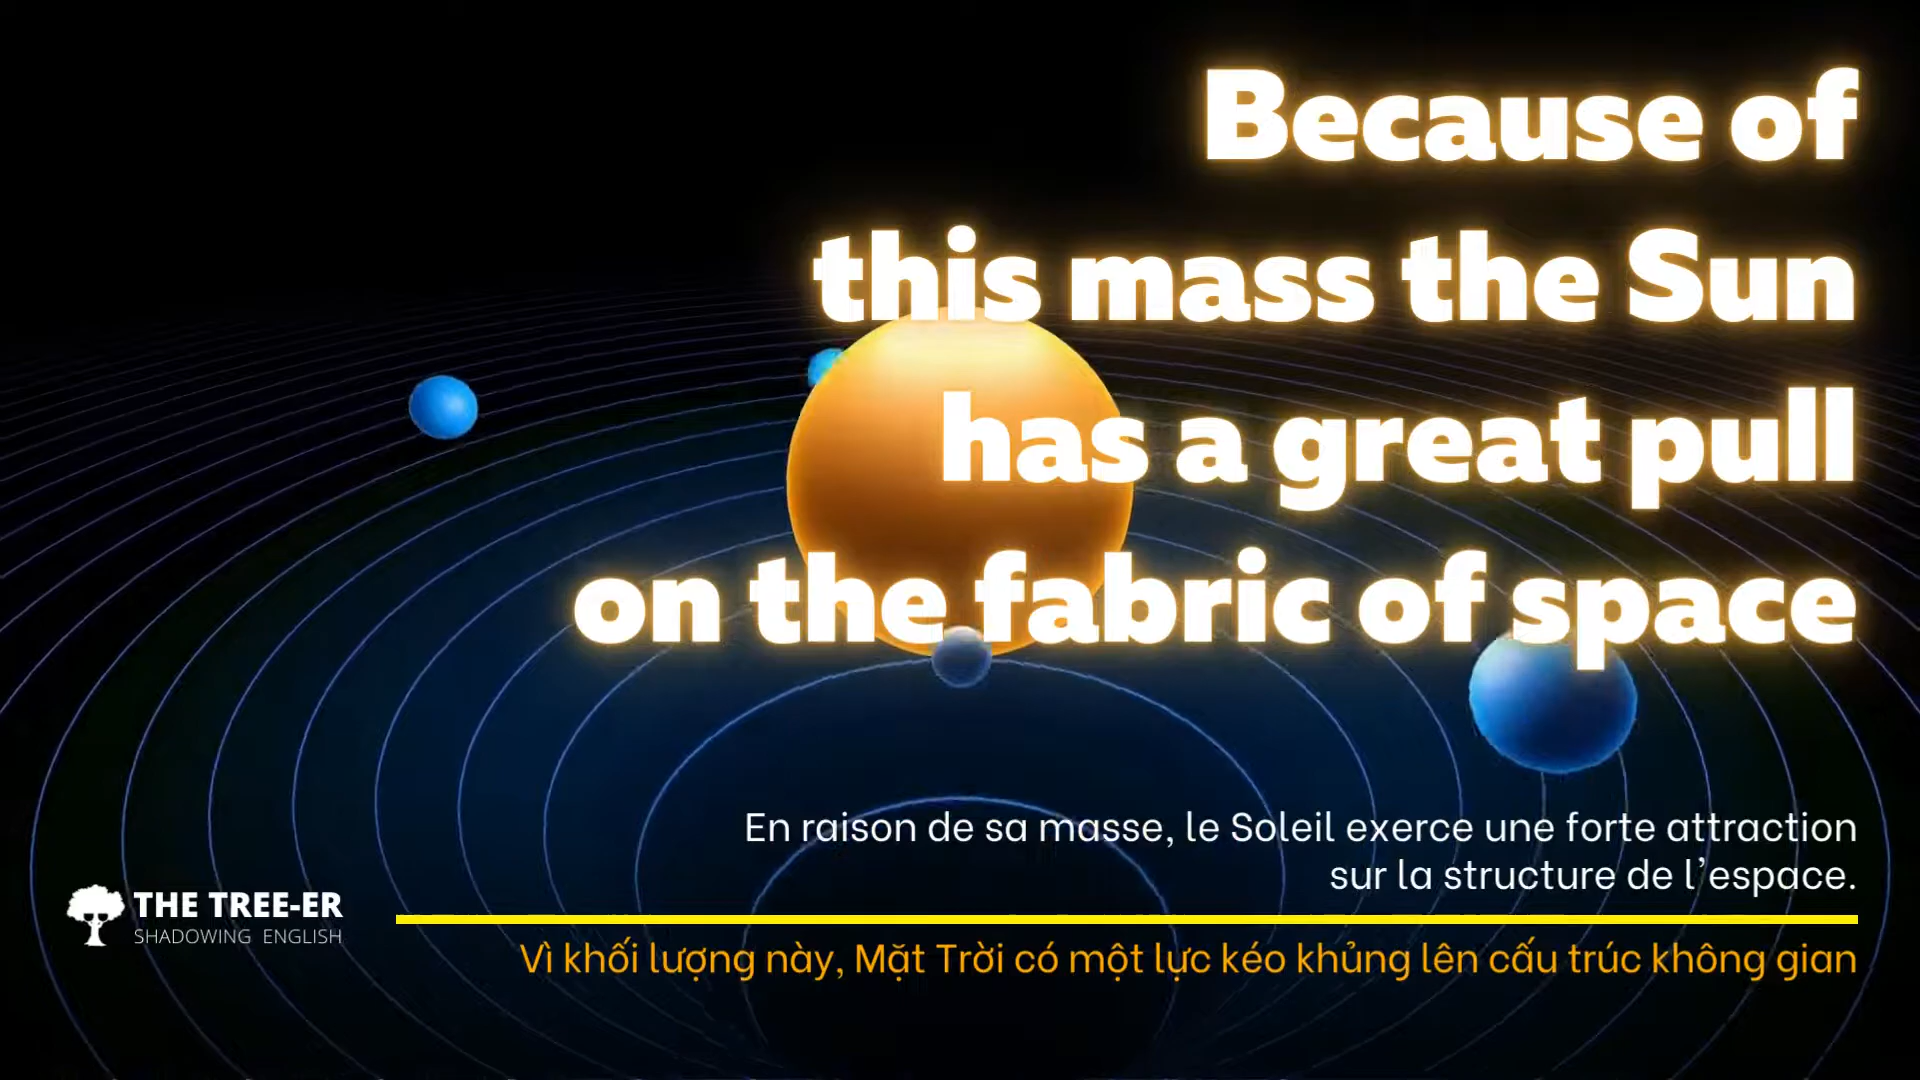 Because of
this mass the Sun
has a great pull
on the fabric of space
En raison de sa masse, le Soleil exerce une forte attraction
sur la structure de l’espace.
THE TREE-ER
SHADOWING ENGLISH
Vì khối lượng này, Mặt Trời có một lực kéo khủng lên cấu trúc không gian